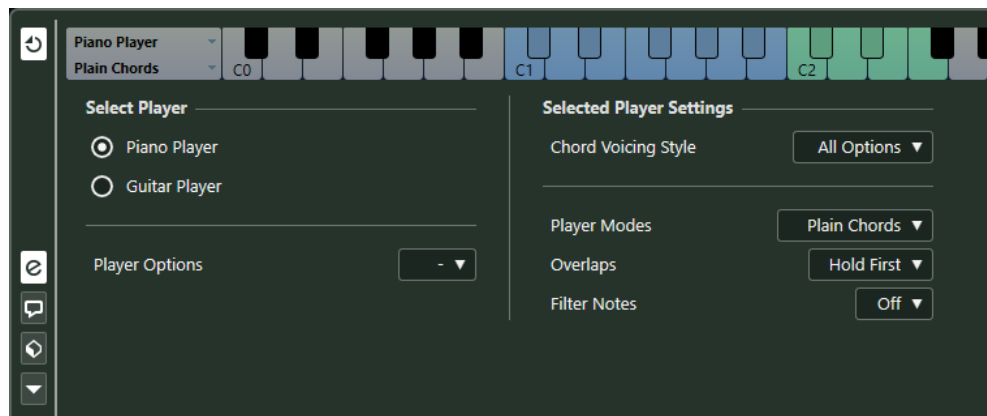 Piano Player
Plain Chords
C0
C1
C2
Select Player
Piano Player
Guitar Player
Player Options
-
Selected Player Settings
Chord Voicing Style
All Options
Player Modes
Plain Chords
Overlaps
Hold First
Filter Notes
Off